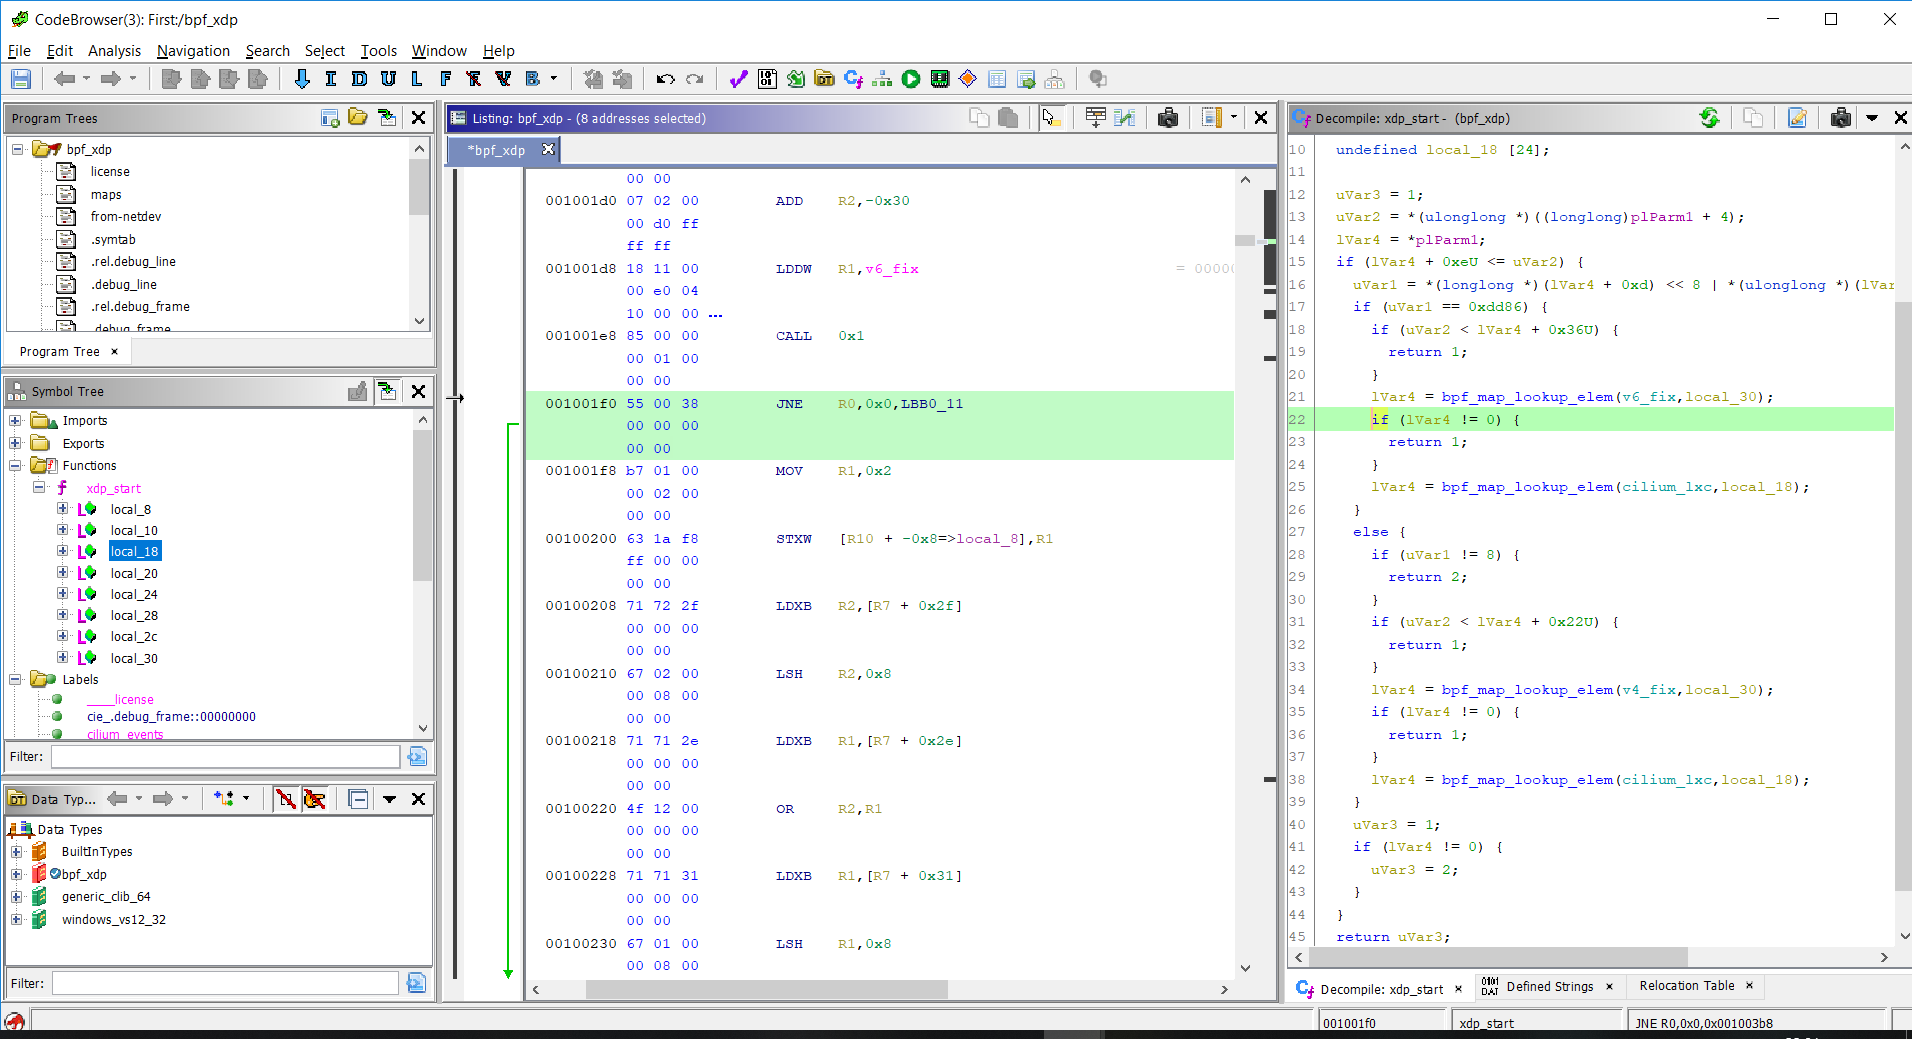 CodeBrowser(3): First:/bpf_xdp
File Edit Analysis Navigation Search Select Tools Window Help
I D U L F B
Program Trees
bpf_xdp
license
maps
from-netdev
.symtab
.rel.debug_line
.debug_line
.rel.debug_frame
.debug_frame
Program Tree ×
Symbol Tree
Imports
Exports
Functions
f xdp_start
L local_8
L local_10
L local_18
L local_20
L local_24
L local_28
L local_2c
L local_30
Labels
____license
cie_.debug_frame::00000000
cilium_events
Filter:
Data Typ...
Data Types
BuiltInTypes
bpf_xdp
generic_clib_64
windows_vs12_32
Filter:
Listing: bpf_xdp - (8 addresses selected)
*bpf_xdp
00 00
001001d0 07 02 00 ADD R2,-0x30
00 d0 ff
ff ff
001001d8 18 11 00 LDDW R1,v6_fix = 00000
00 e0 04
10 00 00 ...
001001e8 85 00 00 CALL 0x1
00 01 00
00 00
001001f0 55 00 38 JNE R0,0x0,LBB0_11
00 00 00
00 00
001001f8 b7 01 00 MOV R1,0x2
00 02 00
00 00
00100200 63 1a f8 STXW [R10 + -0x8=>local_8],R1
ff 00 00
00 00
00100208 71 72 2f LDXB R2,[R7 + 0x2f]
00 00 00
00 00
00100210 67 02 00 LSH R2,0x8
00 08 00
00 00
00100218 71 71 2e LDXB R1,[R7 + 0x2e]
00 00 00
00 00
00100220 4f 12 00 OR R2,R1
00 00 00
00 00
00100228 71 71 31 LDXB R1,[R7 + 0x31]
00 00 00
00 00
00100230 67 01 00 LSH R1,0x8
00 08 00
Decompile: xdp_start - (bpf_xdp)
10 undefined local_18 [24];
11
12 uVar3 = 1;
13 uVar2 = *(ulonglong *)((longlong)plParm1 + 4);
14 lVar4 = *plParm1;
15 if (lVar4 + 0xeU <= uVar2) {
16 uVar1 = *(longlong *)(lVar4 + 0xd) << 8 | *(ulonglong *)(lVar
17 if (uVar1 == 0xdd86) {
18 if (uVar2 < lVar4 + 0x36U) {
19 return 1;
20 }
21 lVar4 = bpf_map_lookup_elem(v6_fix,local_30);
22 if (lVar4 != 0) {
23 return 1;
24 }
25 lVar4 = bpf_map_lookup_elem(cilium_lxc,local_18);
26 }
27 else {
28 if (uVar1 != 8) {
29 return 2;
30 }
31 if (uVar2 < lVar4 + 0x22U) {
32 return 1;
33 }
34 lVar4 = bpf_map_lookup_elem(v4_fix,local_30);
35 if (lVar4 != 0) {
36 return 1;
37 }
38 lVar4 = bpf_map_lookup_elem(cilium_lxc,local_18);
39 }
40 uVar3 = 1;
41 if (lVar4 != 0) {
42 uVar3 = 2;
43 }
44 }
45 return uVar3;
Decompile: xdp_start × Defined Strings × Relocation Table ×
001001f0 xdp_start JNE R0,0x0,0x001003b8